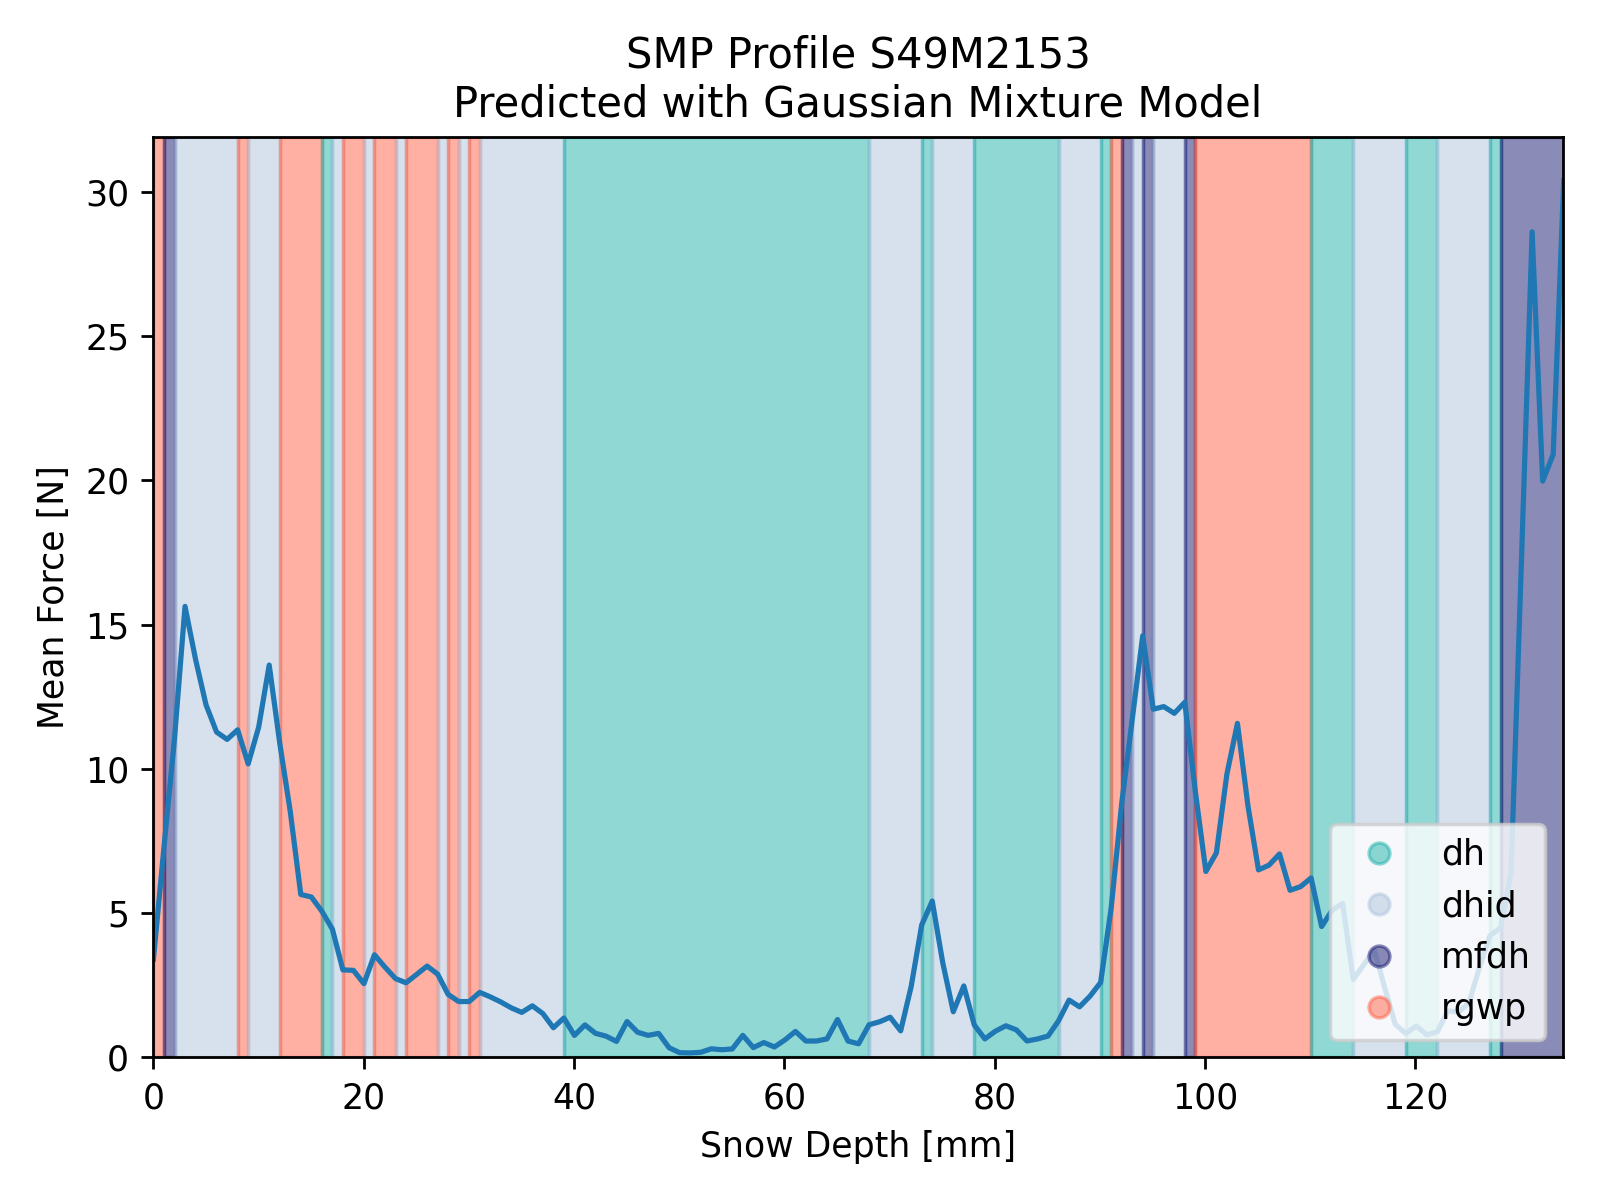 SMP Profile S49M2153
Predicted with Gaussian Mixture Model
Mean Force [N]
30
25
20
15
10
5
0
0 20 40 60 80 100 120
Snow Depth [mm]
dh
dhid
mfdh
rgwp